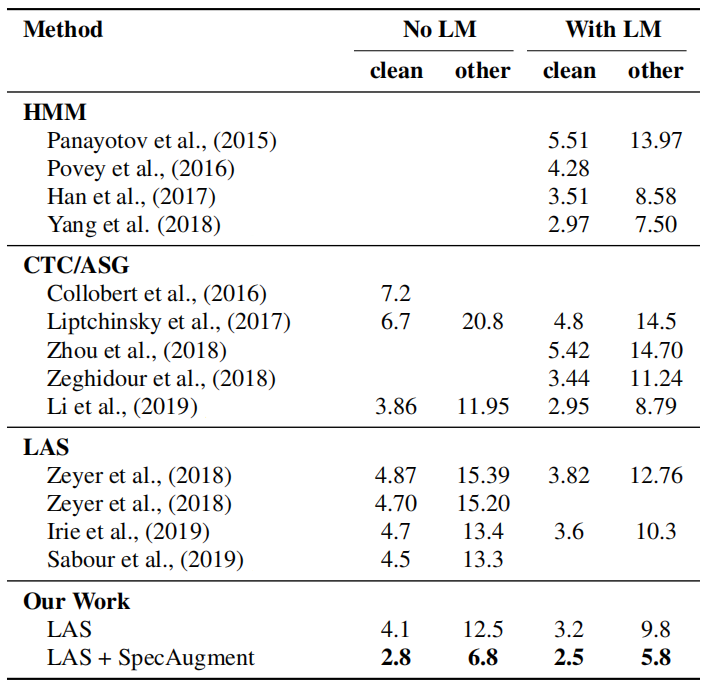 Method No LM With LM
clean other clean other
HMM
Panayotov et al., (2015) 5.51 13.97
Povey et al., (2016) 4.28
Han et al., (2017) 3.51 8.58
Yang et al. (2018) 2.97 7.50
CTC/ASG
Collobert et al., (2016) 7.2
Liptchinsky et al., (2017) 6.7 20.8 4.8 14.5
Zhou et al., (2018) 5.42 14.70
Zeghidour et al., (2018) 3.44 11.24
Li et al., (2019) 3.86 11.95 2.95 8.79
LAS
Zeyer et al., (2018) 4.87 15.39 3.82 12.76
Zeyer et al., (2018) 4.70 15.20
Irie et al., (2019) 4.7 13.4 3.6 10.3
Sabour et al., (2019) 4.5 13.3
Our Work
LAS 4.1 12.5 3.2 9.8
LAS + SpecAugment 2.8 6.8 2.5 5.8